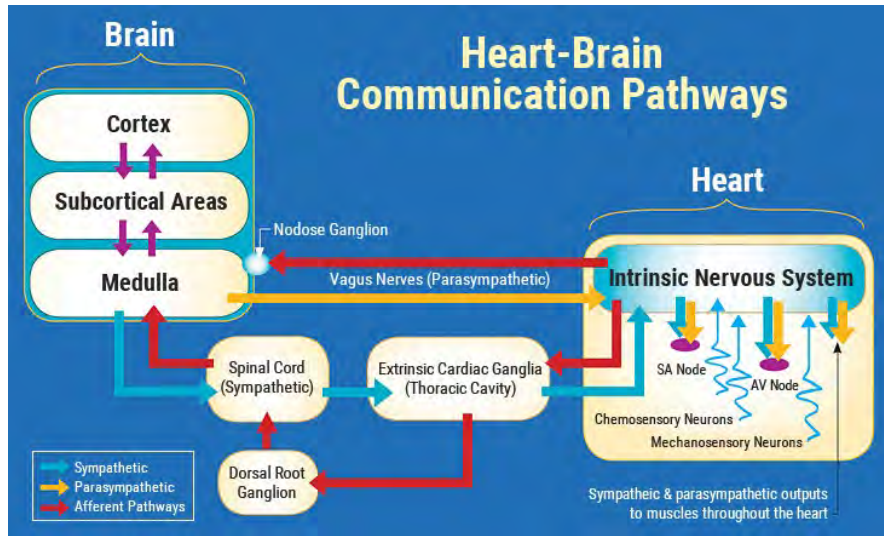 Brain
Heart-Brain
Communication Pathways
Cortex
Subcortical Areas
Medulla
Nodose Ganglion
Heart
Vagus Nerves (Parasympathetic)
Intrinsic Nervous System
Spinal Cord
(Sympathetic)
Extrinsic Cardiac Ganglia
(Thoracic Cavity)
SA Node
AV Node
Chemosensory Neurons
Mechanosensory Neurons
Dorsal Root
Ganglion
Sympathetic
Parasympathetic
Afferent Pathways
Sympatheic & parasympathetic outputs
to muscles throughout the heart